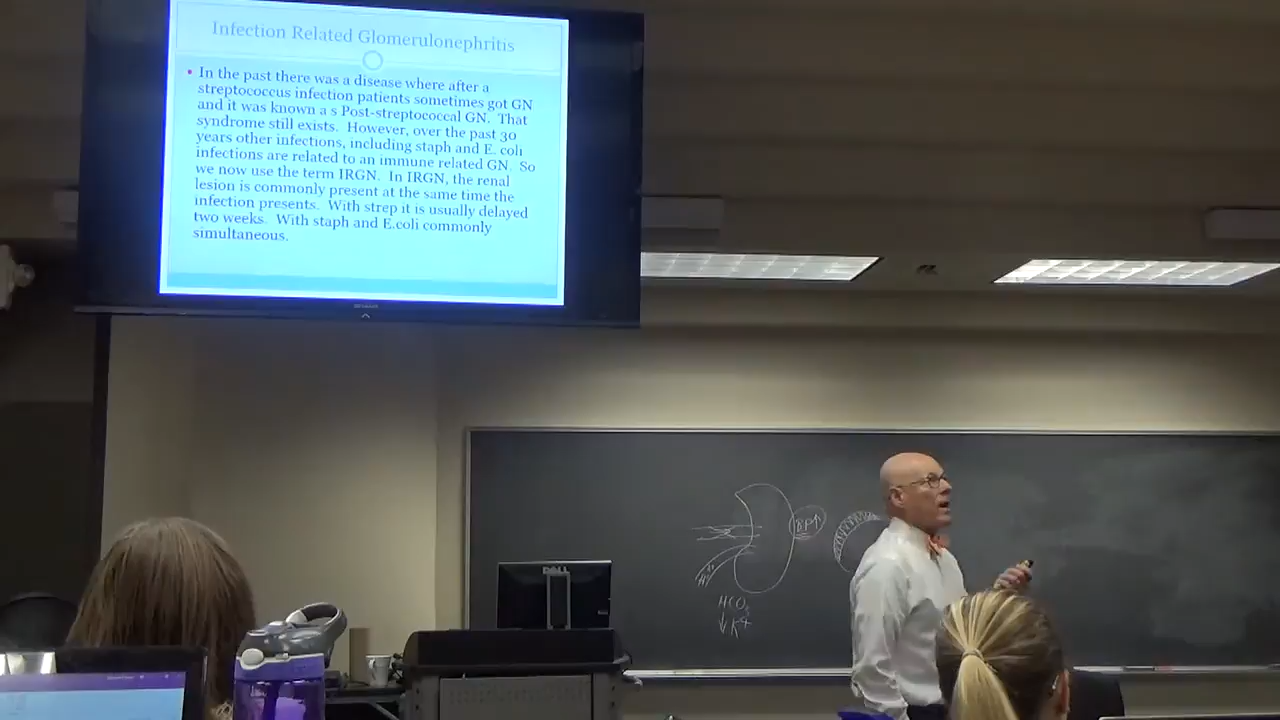 Infection Related Glomerulonephritis
• In the past there was a disease where after a
streptococcus infection patients sometimes got GN
and it was known a s Post-streptococcal GN. That
syndrome still exists. However, over the past 30
years other infections, including staph and E. coli
infections are related to an immune related GN. So
we now use the term IRGN. In IRGN, the renal
lesion is commonly present at the same time the
infection presents. With strep it is usually delayed
two weeks. With staph and E.coli commonly
simultaneous.
SHARP
BP↑
HCO3
↓K+
DELL